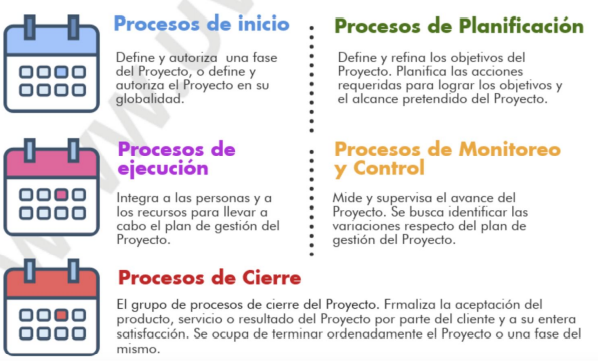 Procesos de inicio
Define y autoriza una fase
del Proyecto, o define y
autoriza el Proyecto en su
globalidad.
Procesos de Planificación
Define y refina los objetivos del
Proyecto. Planifica las acciones
requeridas para lograr los objetivos y
el alcance pretendido del Proyecto.
Procesos de
ejecución
Integra a las personas y a
los recursos para llevar a
cabo el plan de gestión del
Proyecto.
Procesos de Monitoreo
y Control
Mide y supervisa el avance del
Proyecto. Se busca identificar las
variaciones respecto del plan de
gestión del Proyecto.
Procesos de Cierre
El grupo de procesos de cierre del Proyecto. Frmaliza la aceptación del
producto, servicio o resultado del Proyecto por parte del cliente y a su entera
satisfacción. Se ocupa de terminar ordenadamente el Proyecto o una fase del
mismo.